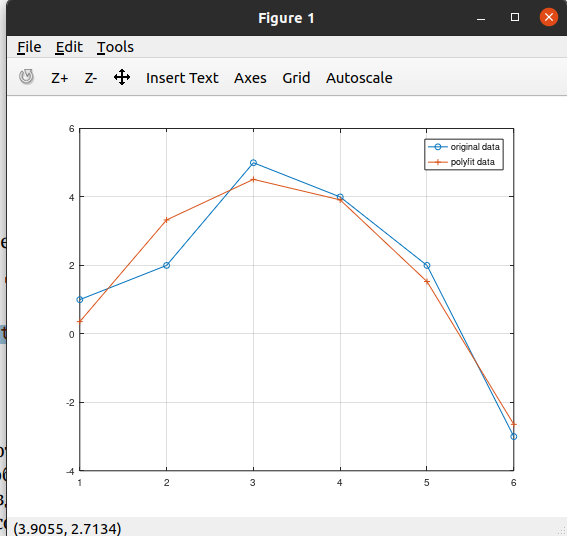 Figure 1
File Edit Tools
Z+ Z- Insert Text Axes Grid Autoscale
original data
polyfit data
6
4
2
0
-2
-4
1 2 3 4 5 6
(3.9055, 2.7134)